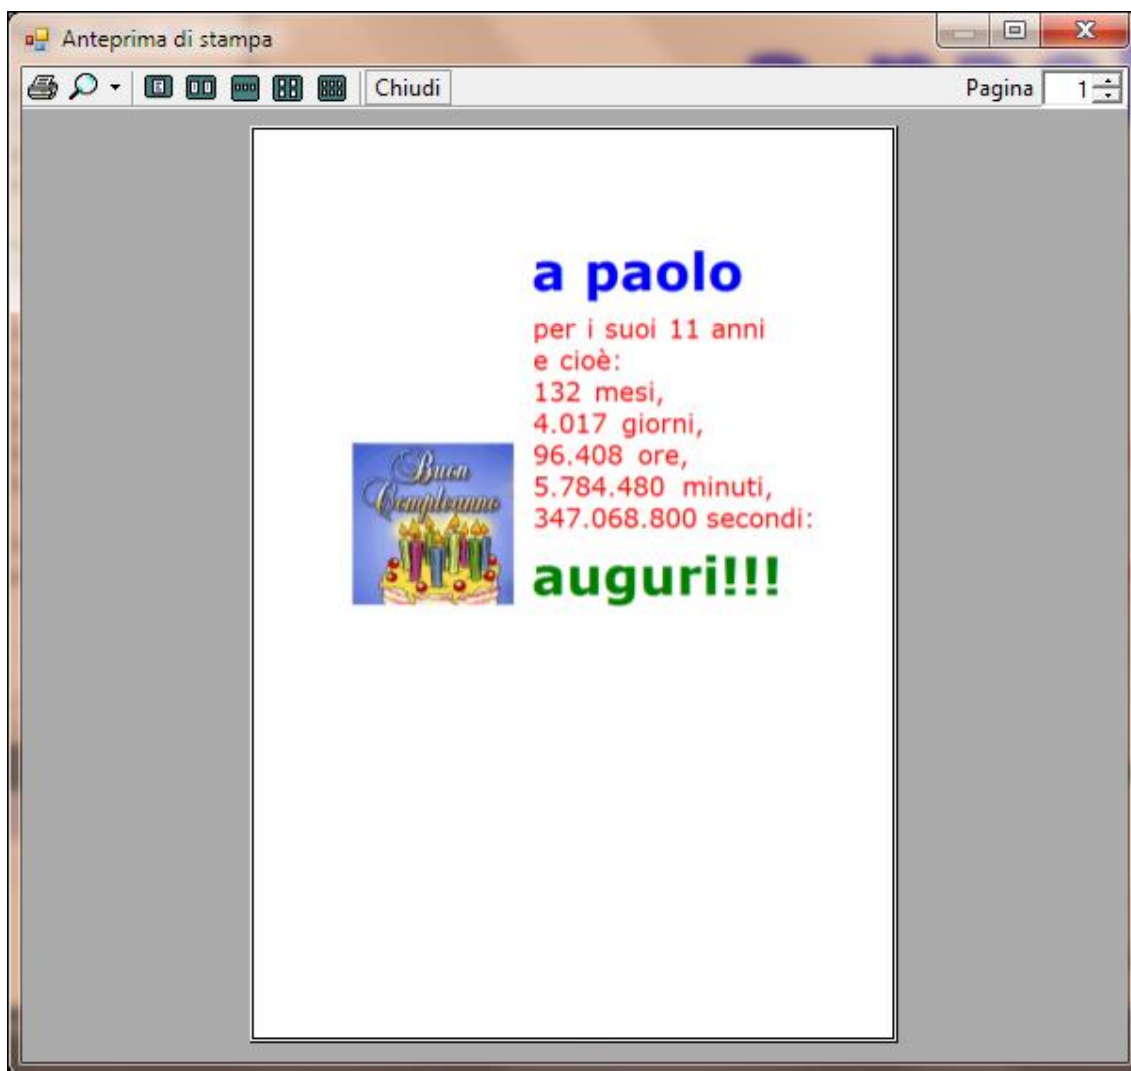 Anteprima di stampa
Chiudi
Pagina 1
a paolo
per i suoi 11 anni
e cioè:
132 mesi,
4.017 giorni,
96.408 ore,
5.784.480 minuti,
347.068.800 secondi:
Buon
Compleanno
auguri!!!